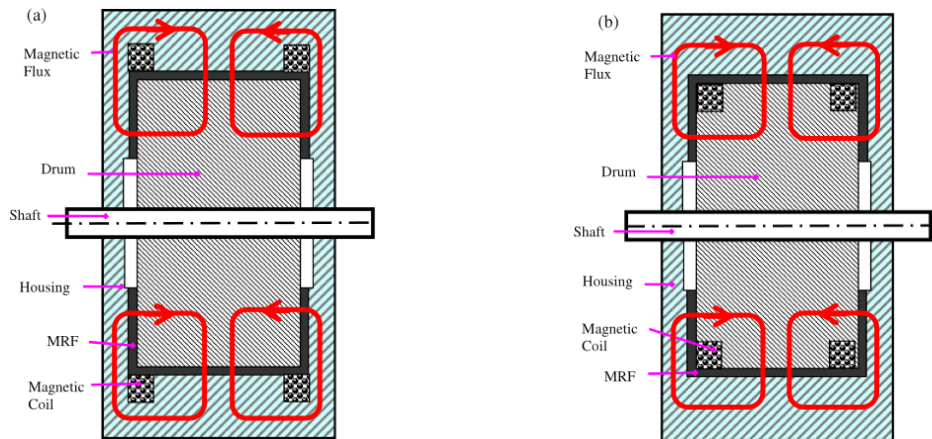 (a)
Magnetic
Flux
Drum
Shaft
Housing
MRF
Magnetic
Coil
(b)
Magnetic
Flux
Drum
Shaft
Housing
Magnetic
Coil
MRF